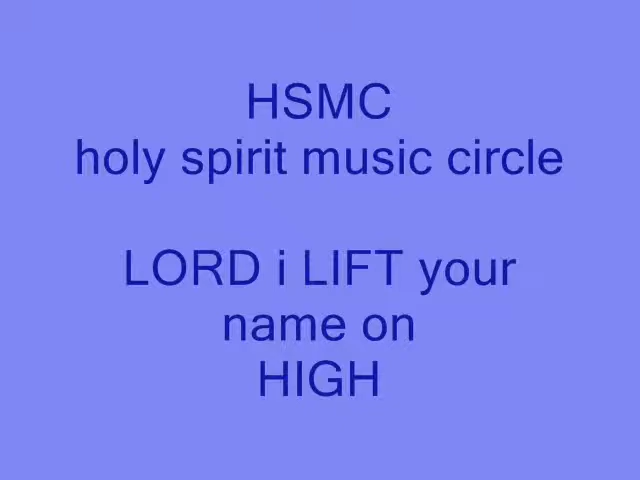 HSMC
holy spirit music circle
LORD i LIFT your
name on
HIGH